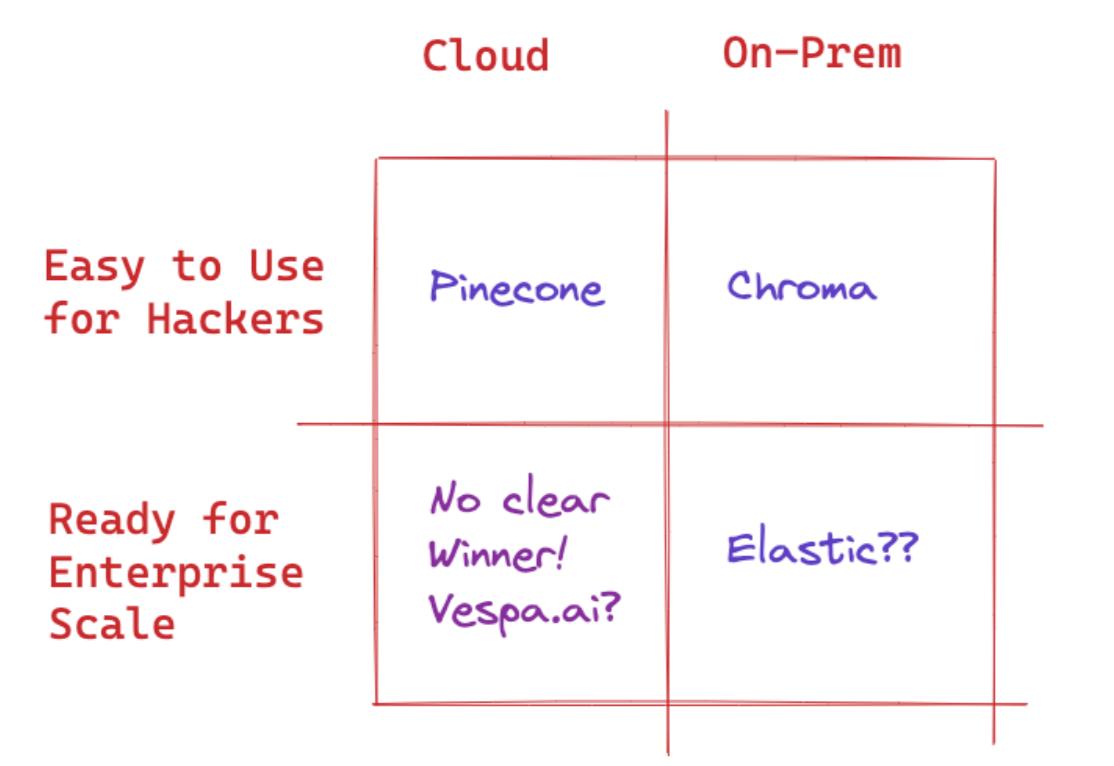 Cloud
On-Prem
Easy to Use
for Hackers
Pinecone
Chroma
Ready for
Enterprise
Scale
No clear
Winner!
Vespa.ai?
Elastic??